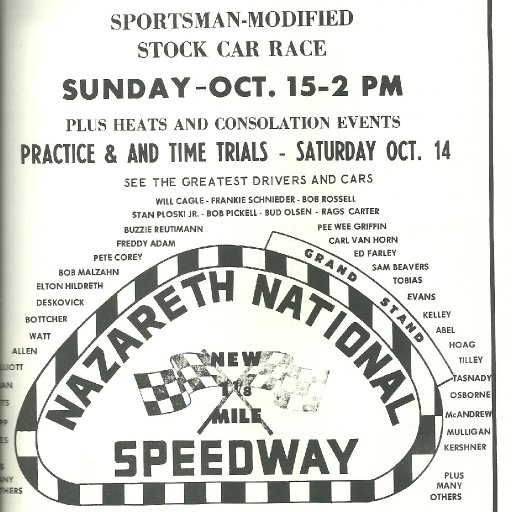 SPORTSMAN-MODIFIED
STOCK CAR RACE
SUNDAY-OCT. 15-2 PM
PLUS HEATS AND CONSOLATION EVENTS
PRACTICE & AND TIME TRIALS - SATURDAY OCT. 14
SEE THE GREATEST DRIVERS AND CARS
WILL CAGLE - FRANKIE SCHNIEDER - BOB ROSSELL
STAN PLOSKI JR. - BOB PICKELL - BUD OLSEN - RAGS CARTER
BUZZIE REUTIMANN
FREDDY ADAM
PETE COREY
BOB MALZAHN
ELTON HILDRETH
DESKOVICK
BOTTCHER
WATT
ALLEN
PEE WEE GRIFFIN
CARL VAN HORN
ED FARLEY
SAM BEAVERS
TOBIAS
EVANS
KELLEY
ABEL
HOAG
TILLEY
TASNADY
OSBORNE
McANDREW
MULLIGAN
KERSHNER
PLUS
MANY
OTHERS
GRAND STAND
NAZARETH NATIONAL
NEW
1 1/8
MILE
SPEEDWAY